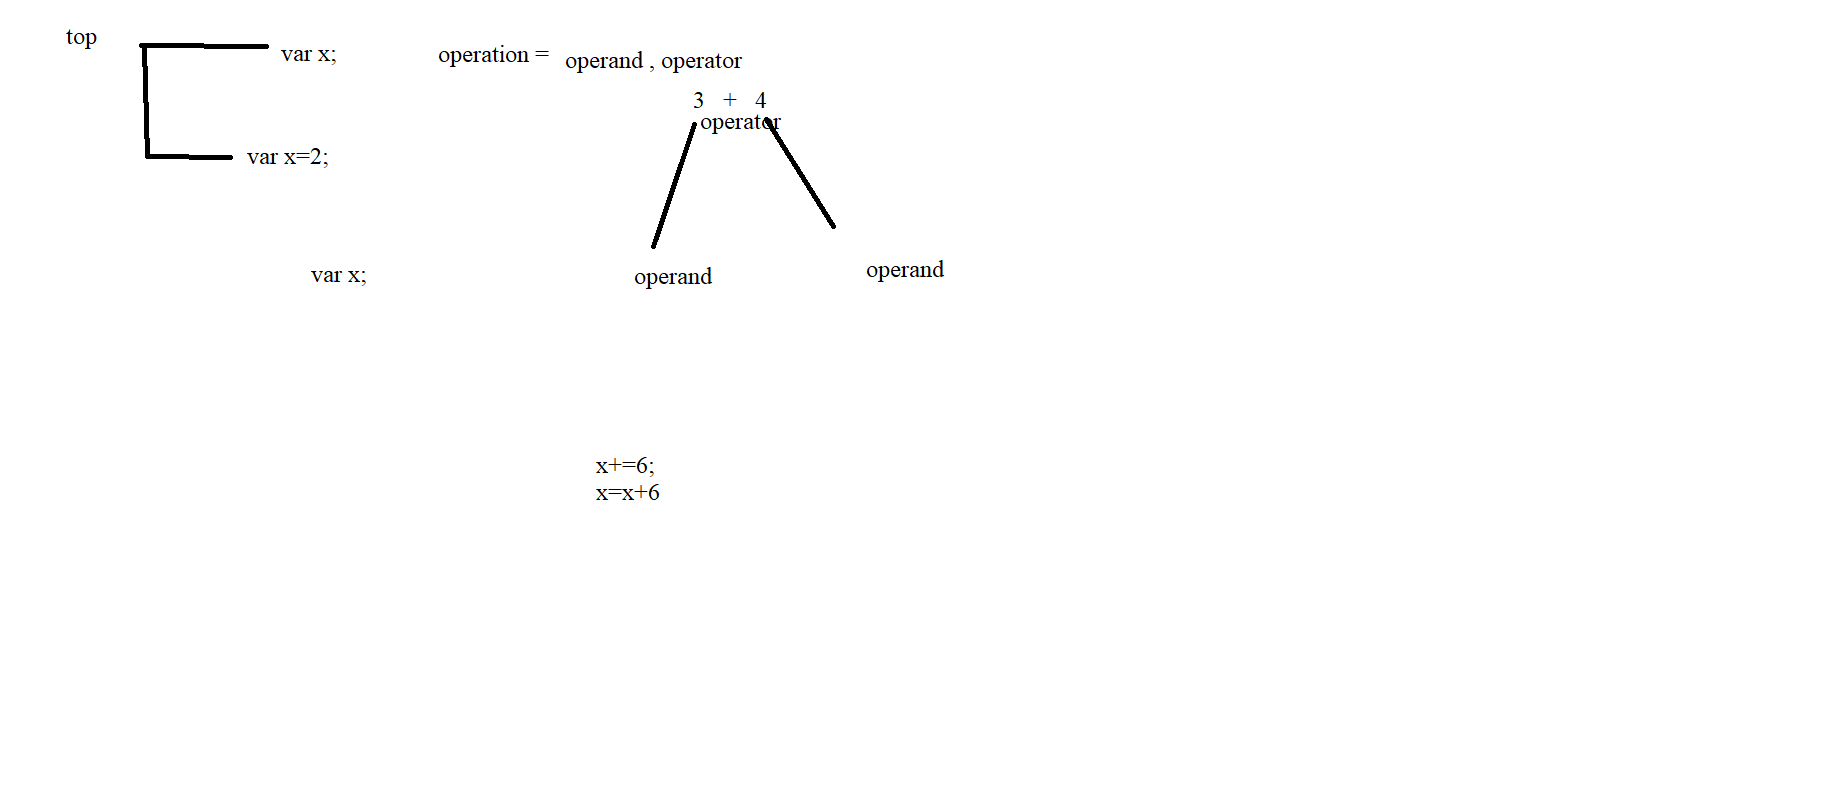 top
var x;
operation = operand , operator
3 + 4
operator
var x=2;
var x;
operand
operand
x+=6;
x=x+6